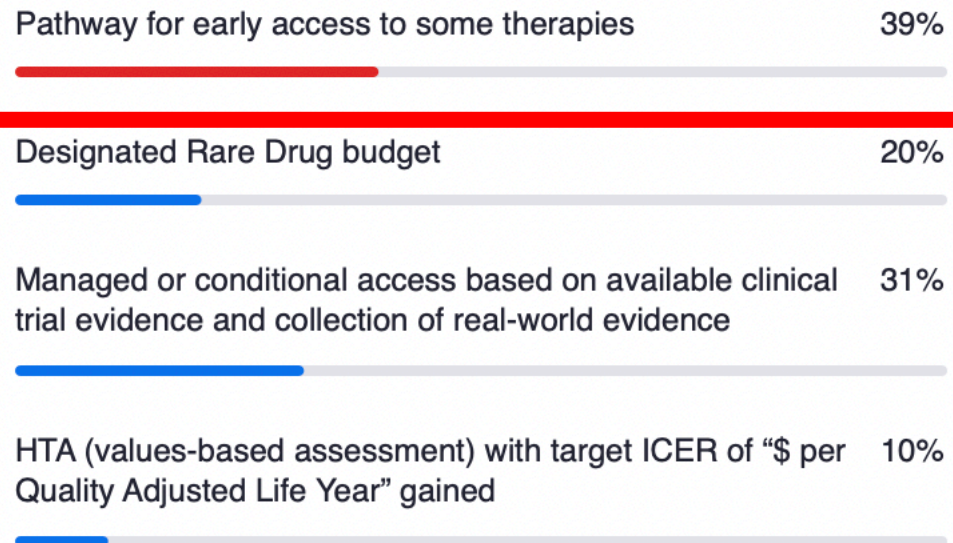 Pathway for early access to some therapies 39%
Designated Rare Drug budget 20%
Managed or conditional access based on available clinical 31%
trial evidence and collection of real-world evidence
HTA (values-based assessment) with target ICER of “$ per 10%
Quality Adjusted Life Year” gained